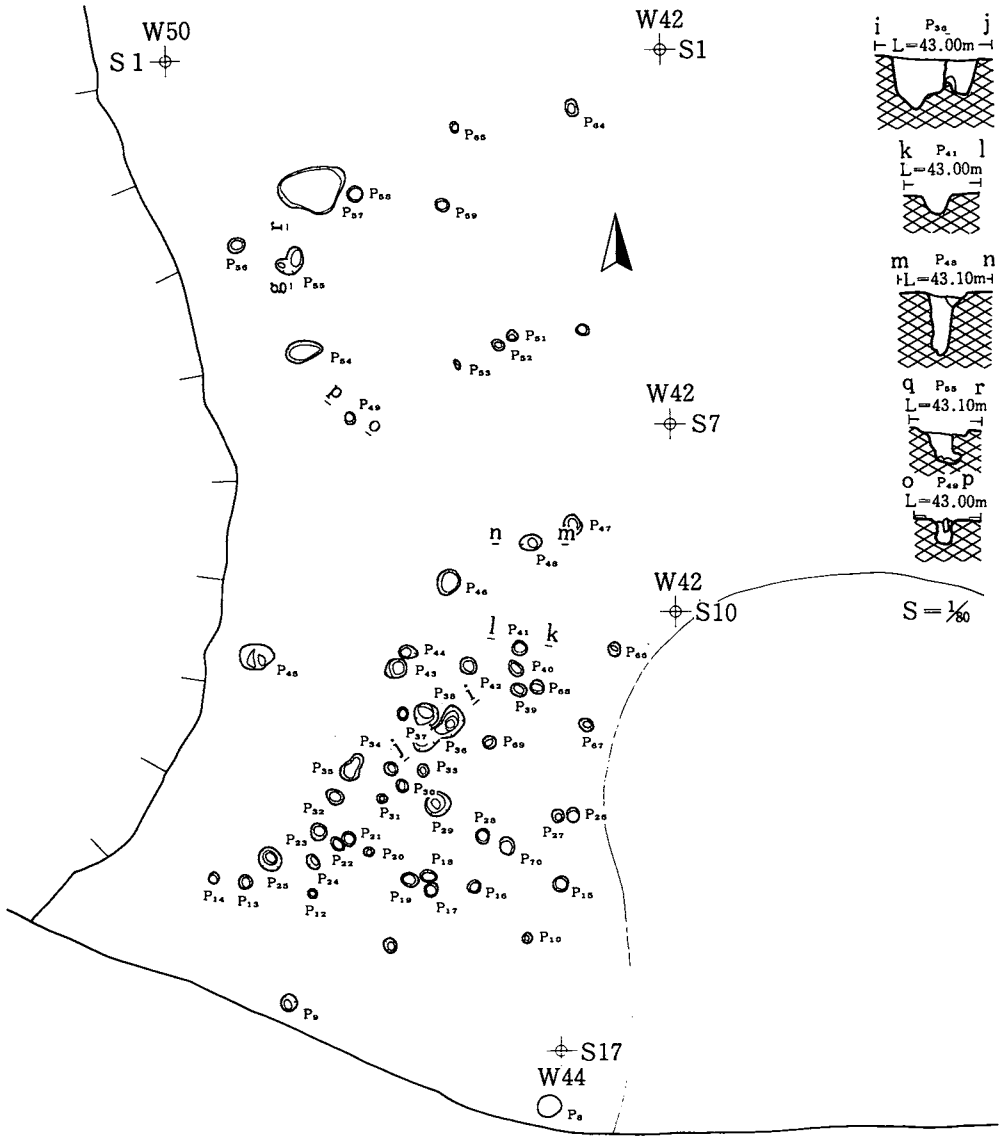 W50
S1
W42
S1
P64
P65
P58
P57
P59
r
P56
P55
q
P51
P52
P53
P54
p
P49
o
W42
S7
P47
n
m
P48
P46
W42
S10
l
P41
k
P66
P44
P43
P42
P40
P45
P39
P68
P38
i
P37
P36
P69
P67
P34
j
P35
P33
P30
P32
P31
P29
P28
P27
P26
P23
P21
P22
P20
P70
P25
P24
P18
P14
P13
P12
P19
P17
P16
P15
P10
P9
S17
W44
P8
i P36 j
L=43.00m
k P41 l
L=43.00m
m P48 n
L=43.10m
q P55 r
L=43.10m
o P49 p
L=43.00m
S=1/80